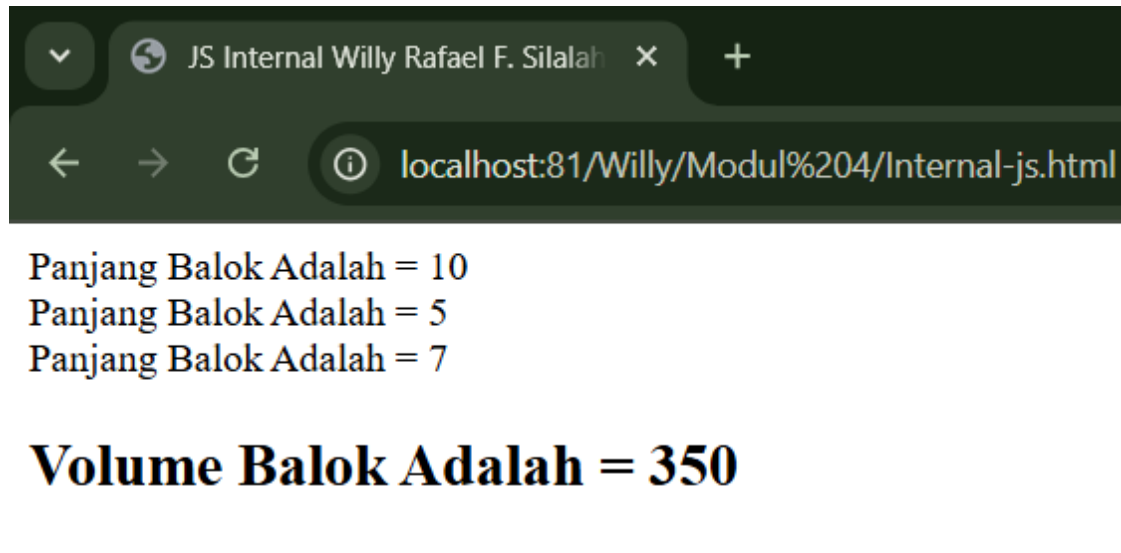 JS Internal Willy Rafael F. Silalah
localhost:81/Willy/Modul%204/Internal-js.html
Panjang Balok Adalah = 10
Panjang Balok Adalah = 5
Panjang Balok Adalah = 7
Volume Balok Adalah = 350